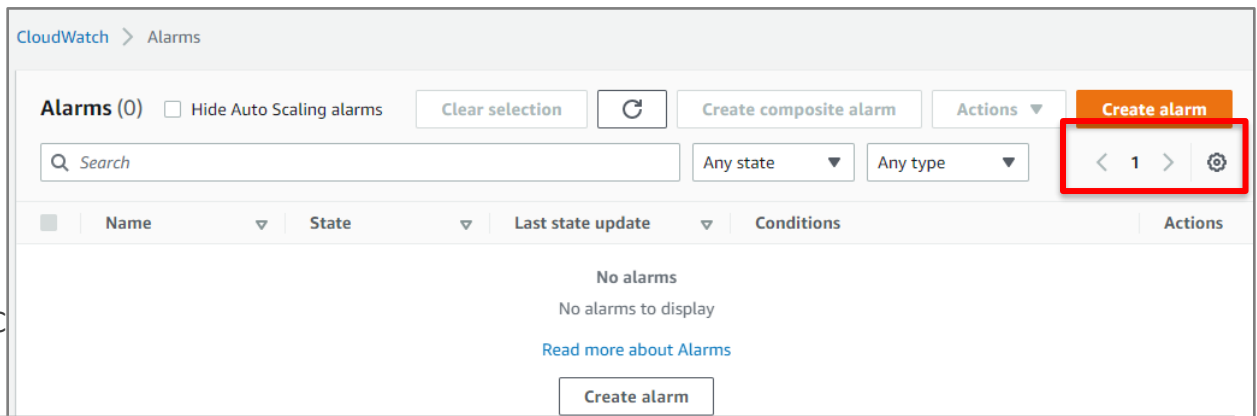 CloudWatch > Alarms
Alarms (0) Hide Auto Scaling alarms Clear selection Create composite alarm Actions Create alarm
Search Any state Any type < 1 >
Name State Last state update Conditions Actions
No alarms
No alarms to display
Read more about Alarms
Create alarm